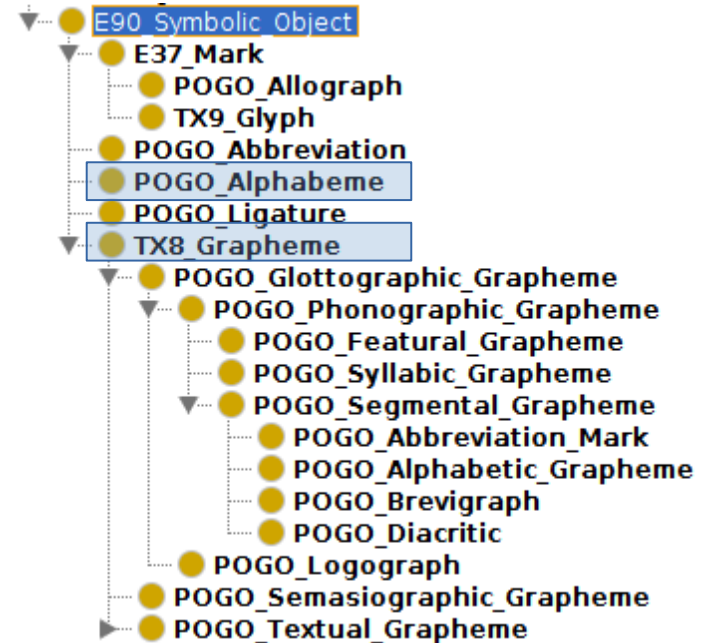 E90_Symbolic_Object
E37_Mark
POGO_Allograph
TX9_Glyph
POGO_Abbreviation
POGO_Alphabeme
POGO_Ligature
TX8_Grapheme
POGO_Glottographic_Grapheme
POGO_Phonographic_Grapheme
POGO_Featural_Grapheme
POGO_Syllabic_Grapheme
POGO_Segmental_Grapheme
POGO_Abbreviation_Mark
POGO_Alphabetic_Grapheme
POGO_Brevigraph
POGO_Diacritic
POGO_Logograph
POGO_Semasiographic_Grapheme
POGO_Textual_Grapheme